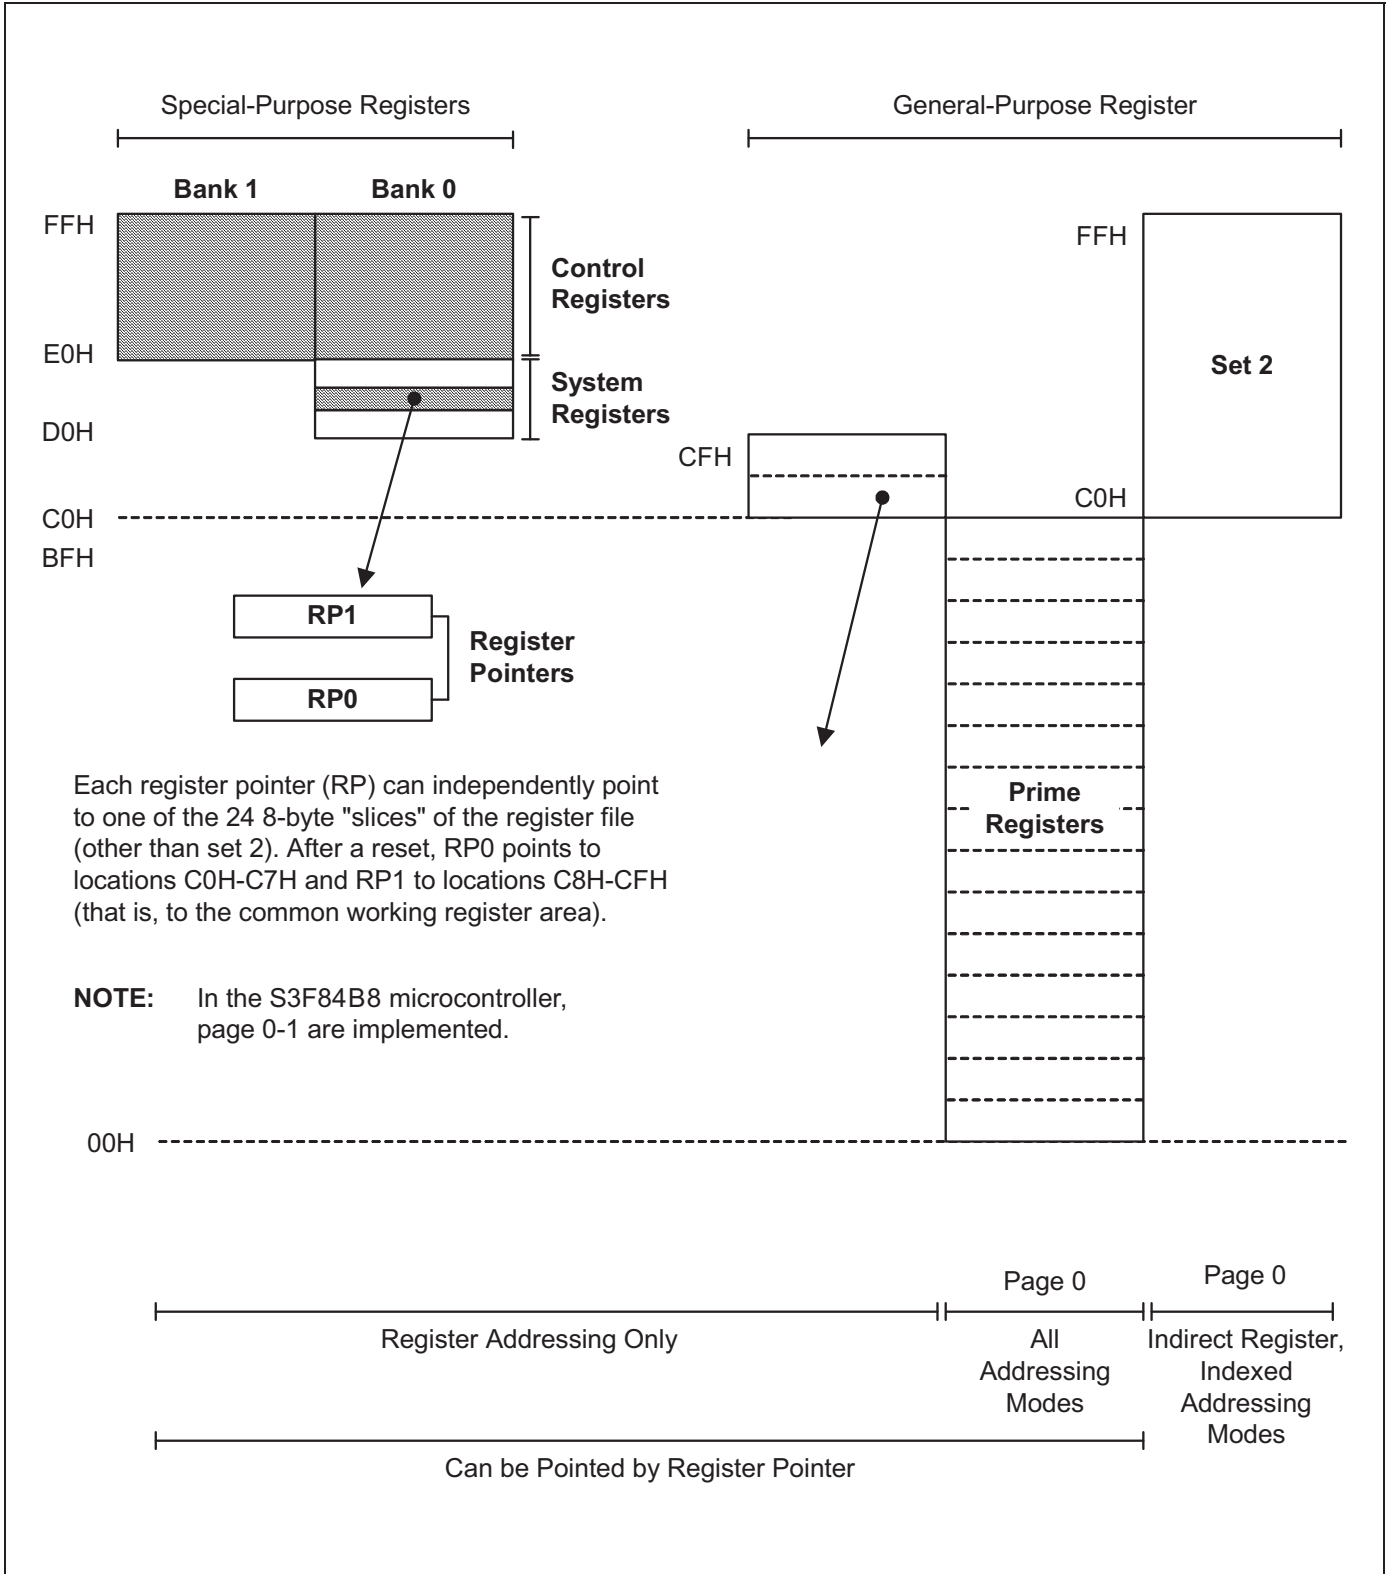 Special-Purpose Registers
General-Purpose Register
Bank 1
Bank 0
FFH
Control
Registers
E0H
System
Registers
D0H
C0H
BFH
FFH
Set 2
CFH
C0H
RP1
Register
Pointers
RP0
Prime
Registers
Each register pointer (RP) can independently point
to one of the 24 8-byte "slices" of the register file
(other than set 2). After a reset, RP0 points to
locations C0H-C7H and RP1 to locations C8H-CFH
(that is, to the common working register area).
NOTE: In the S3F84B8 microcontroller,
page 0-1 are implemented.
00H
Page 0
Page 0
Register Addressing Only
All
Addressing
Modes
Indirect Register,
Indexed
Addressing
Modes
Can be Pointed by Register Pointer